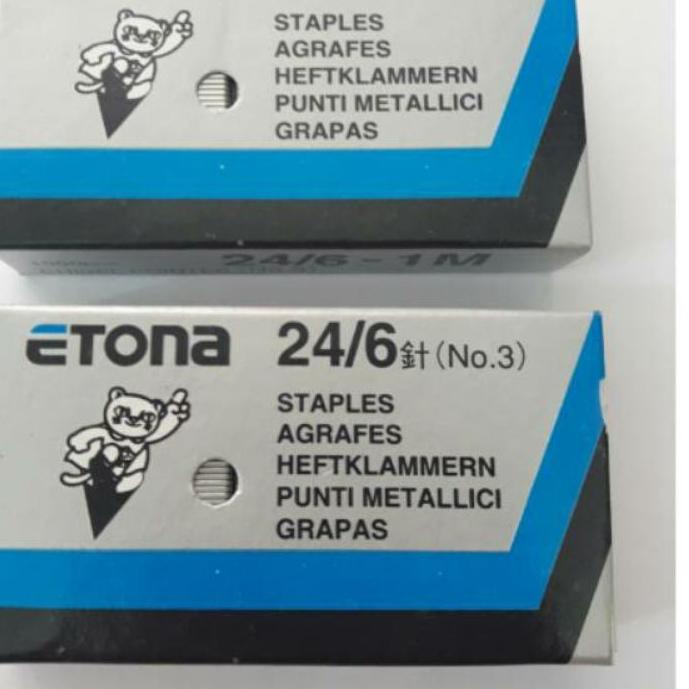 STAPLES
AGRAFES
HEFTKLAMMERN
PUNTI METALLICI
GRAPAS
24/6-1M
ETONA 24/6針(No.3)
STAPLES
AGRAFES
HEFTKLAMMERN
PUNTI METALLICI
GRAPAS